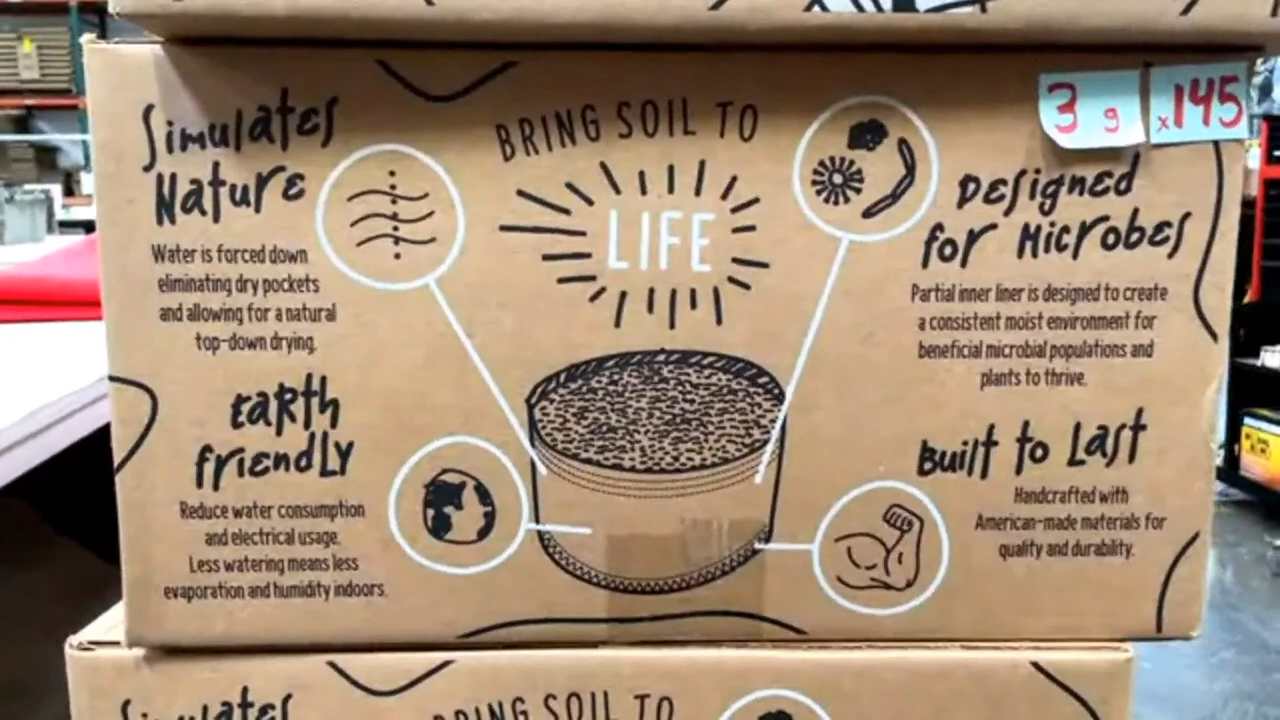 BRING SOIL TO
LIFE
Simulates
Nature
Water is forced down
eliminating dry pockets
and allowing for a natural
top-down drying.
Earth
friendly
Reduce water consumption
and electrical usage.
Less watering means less
evaporation and humidity indoors.
3 g x145
Designed
for Microbes
Partial inner liner is designed to create
a consistent moist environment for
beneficial microbial populations and
plants to thrive.
Built to Last
Handcrafted with
American-made materials for
quality and durability.
Simulates
BRING SOIL TO